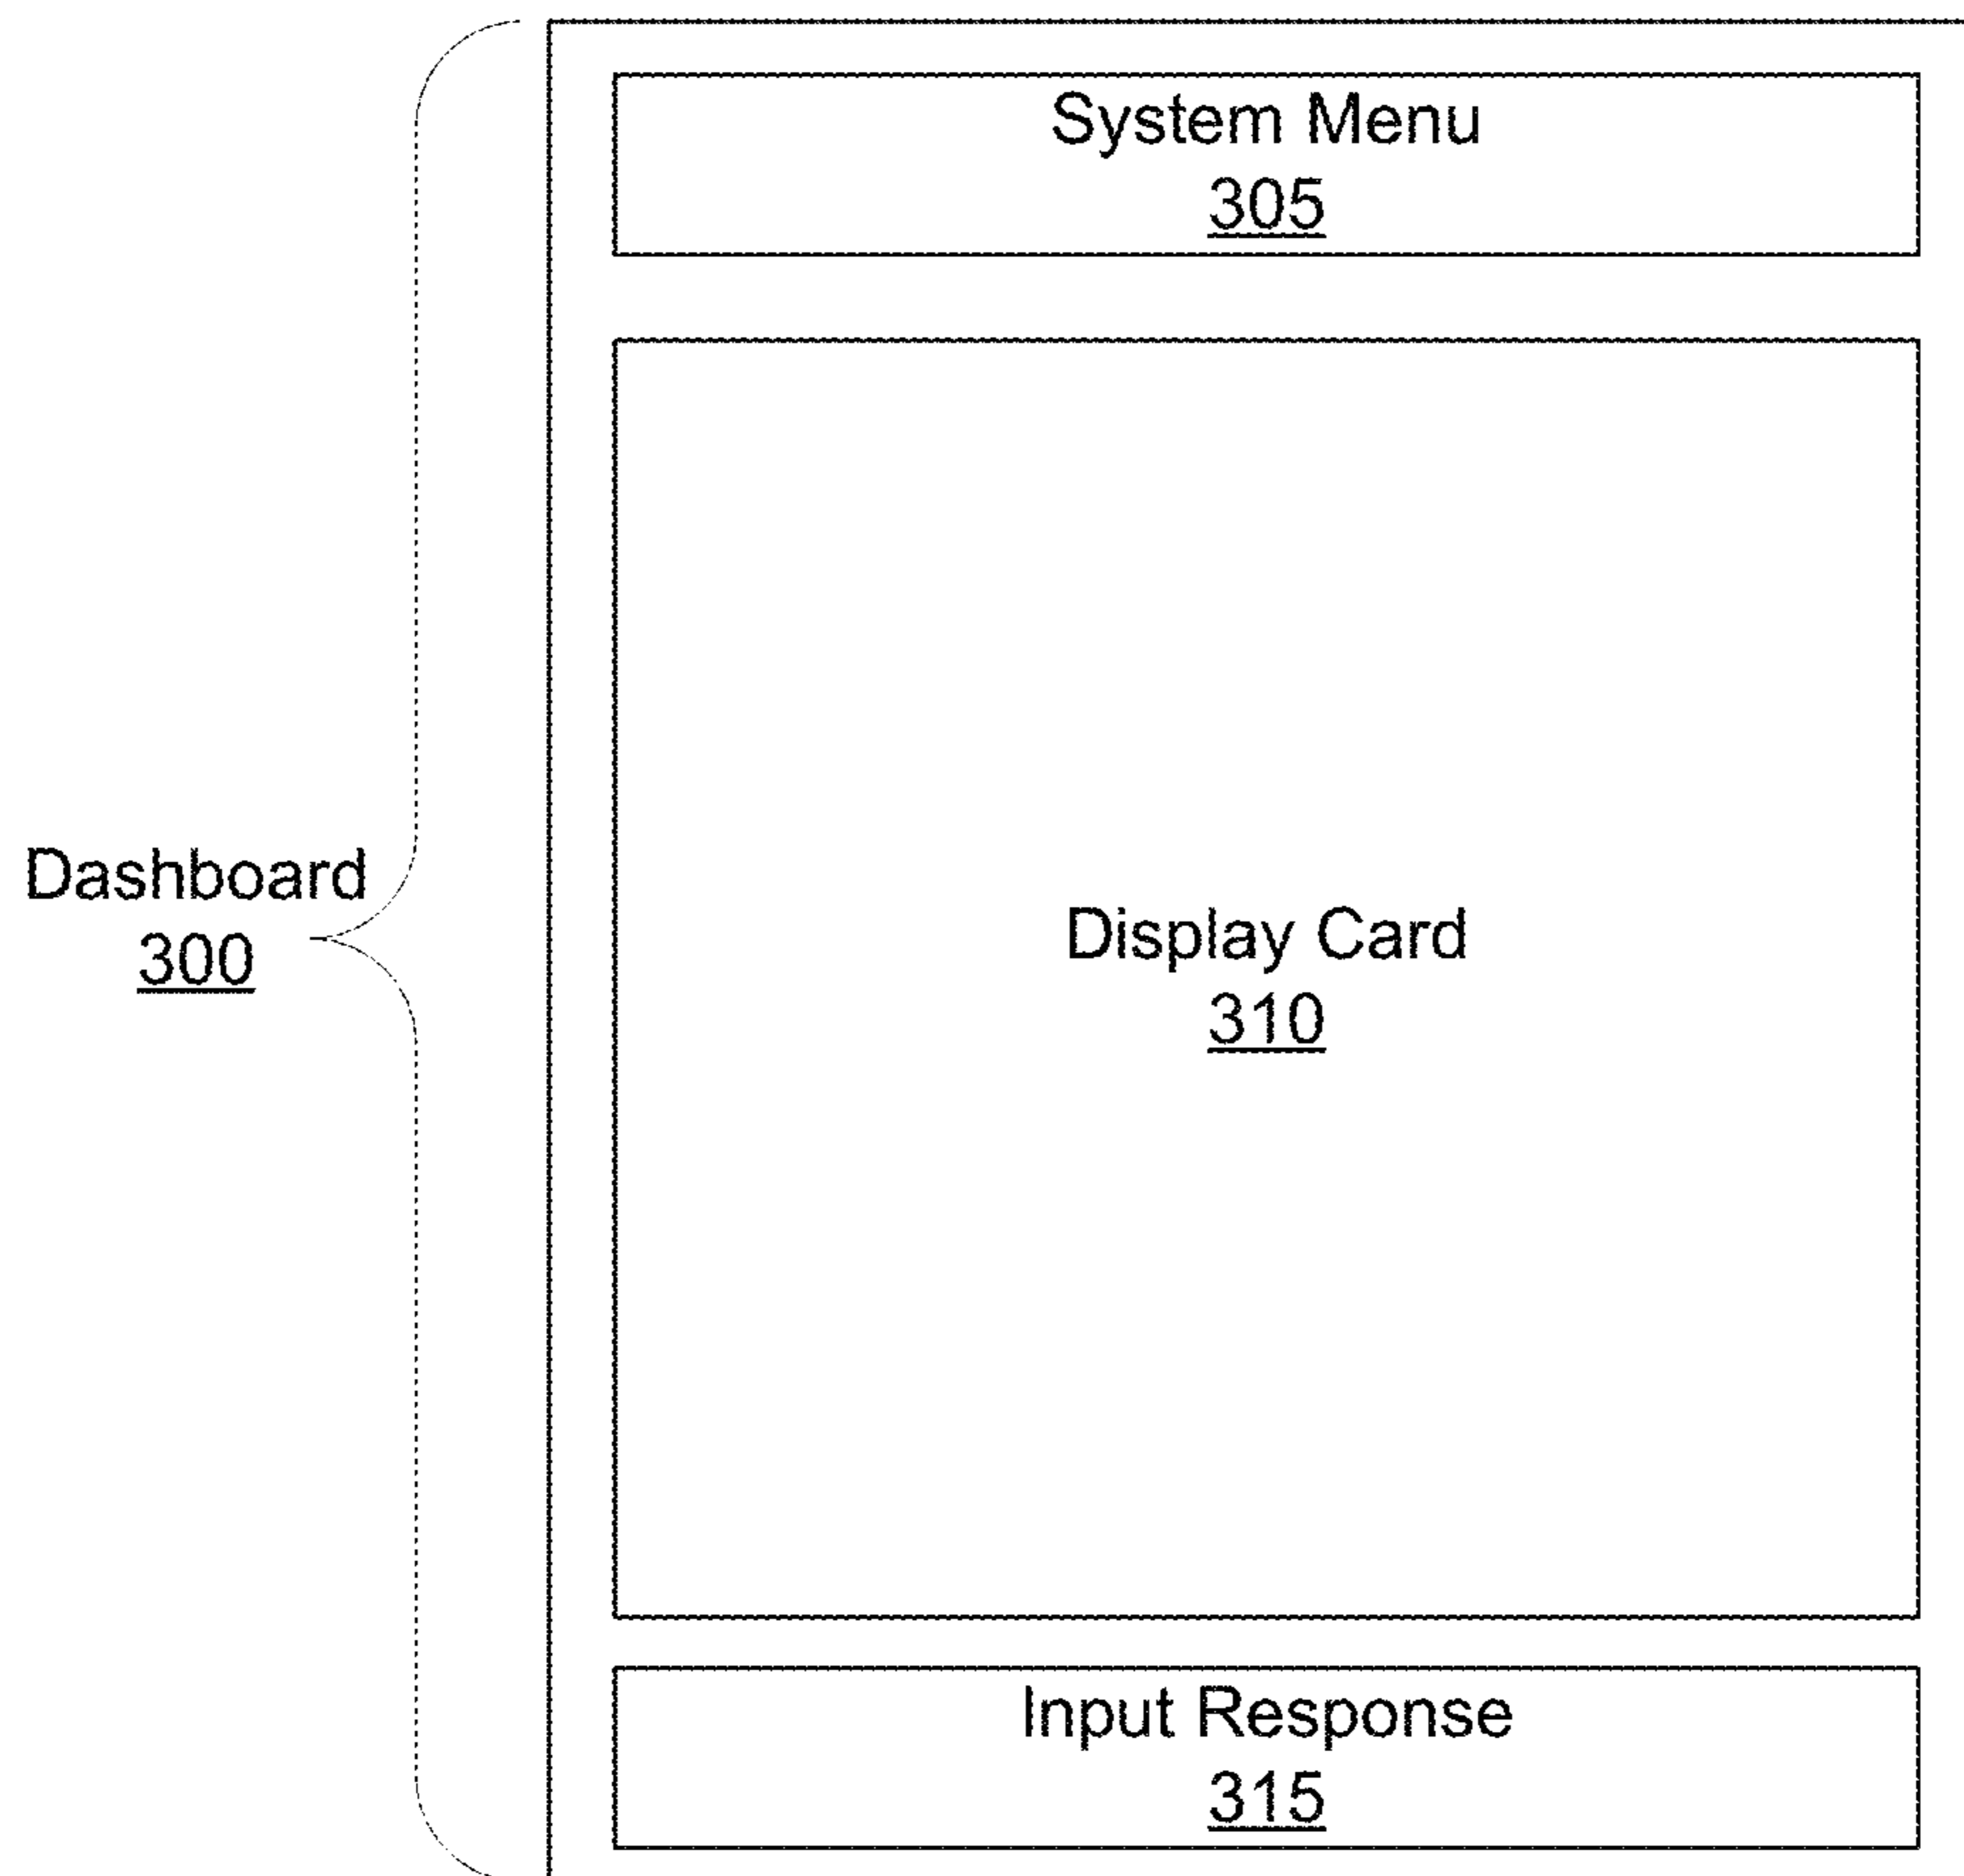 System Menu
305
Dashboard
300
Display Card
310
Input Response
315